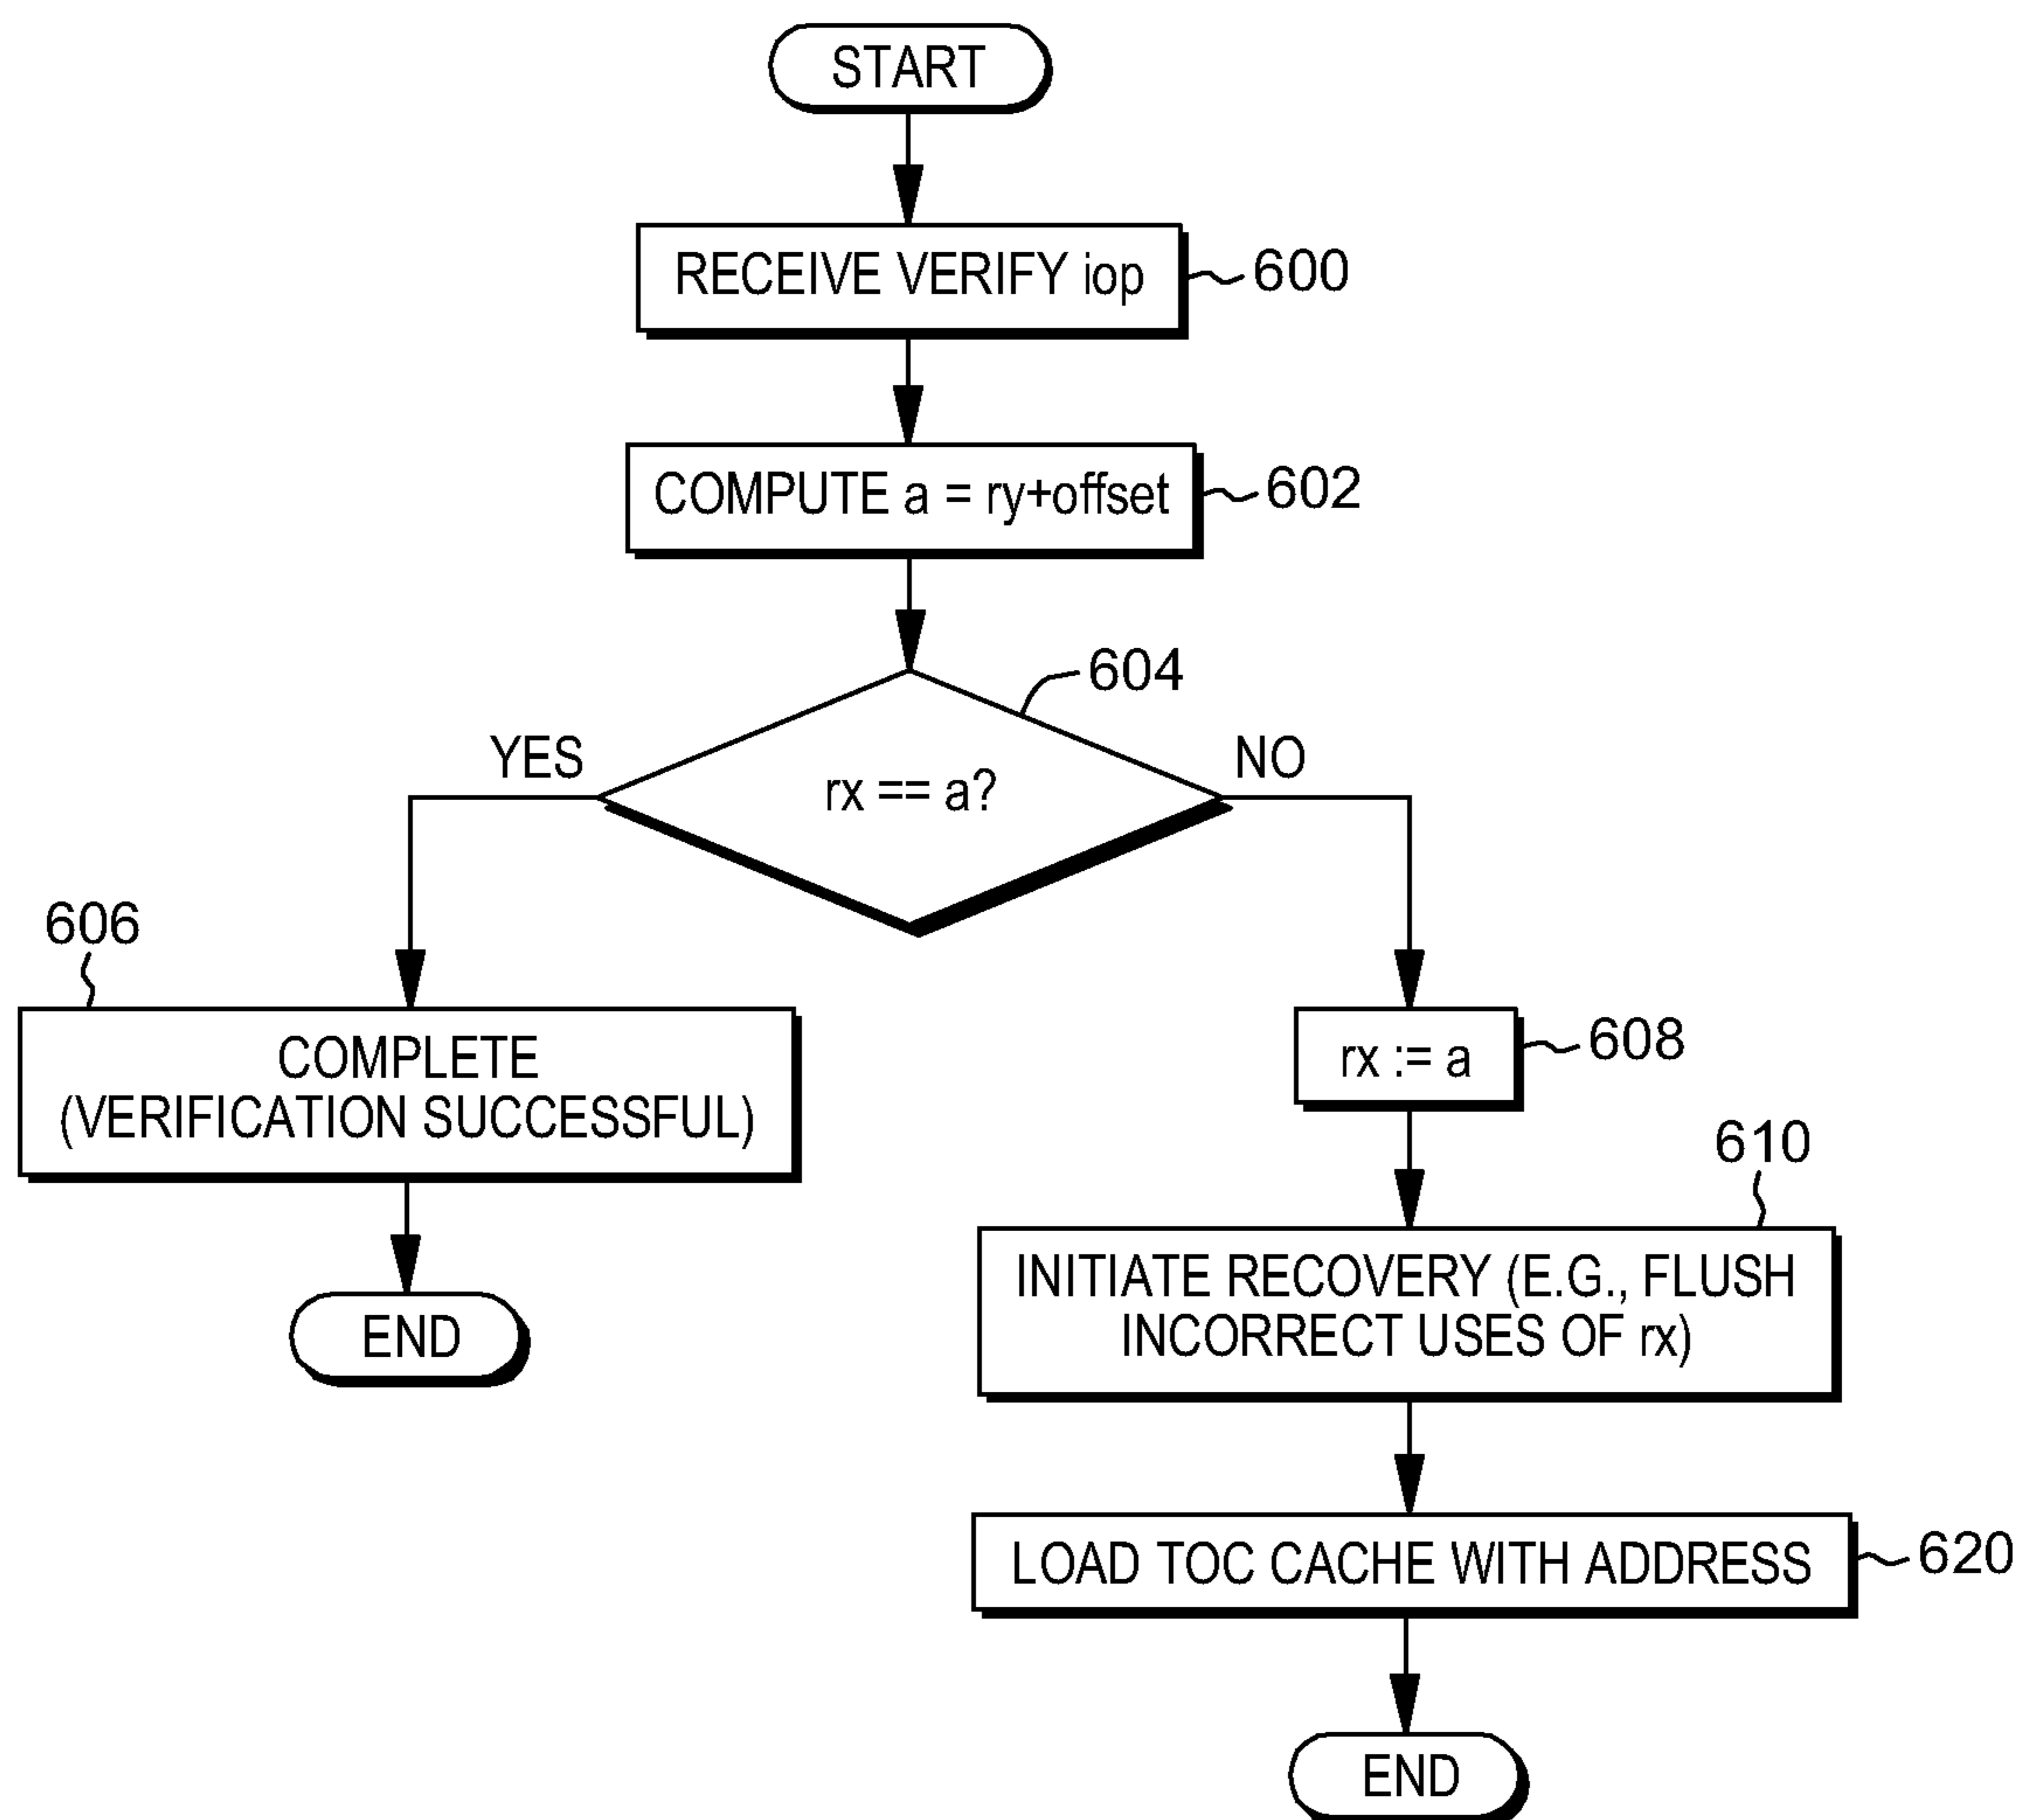 START
RECEIVE VERIFY iop
600
COMPUTE a = ry+offset
602
604
YES
NO
rx == a?
606
COMPLETE
(VERIFICATION SUCCESSFUL)
END
rx := a
608
610
INITIATE RECOVERY (E.G., FLUSH
INCORRECT USES OF rx)
LOAD TOC CACHE WITH ADDRESS
620
END